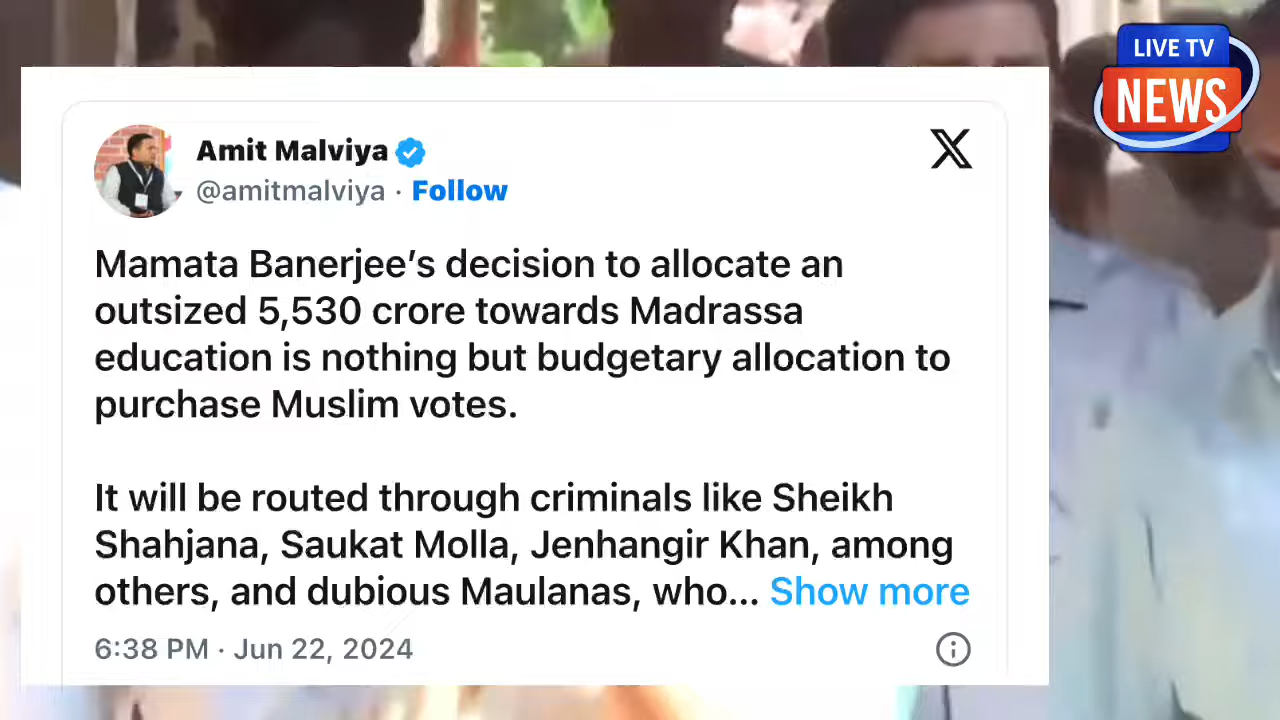 LIVE TV
NEWS
Amit Malviya
@amitmalviya · Follow
Mamata Banerjee’s decision to allocate an
outsized 5,530 crore towards Madrassa
education is nothing but budgetary allocation to
purchase Muslim votes.
It will be routed through criminals like Sheikh
Shahjana, Saukat Molla, Jenhangir Khan, among
others, and dubious Maulanas, who... Show more
6:38 PM · Jun 22, 2024